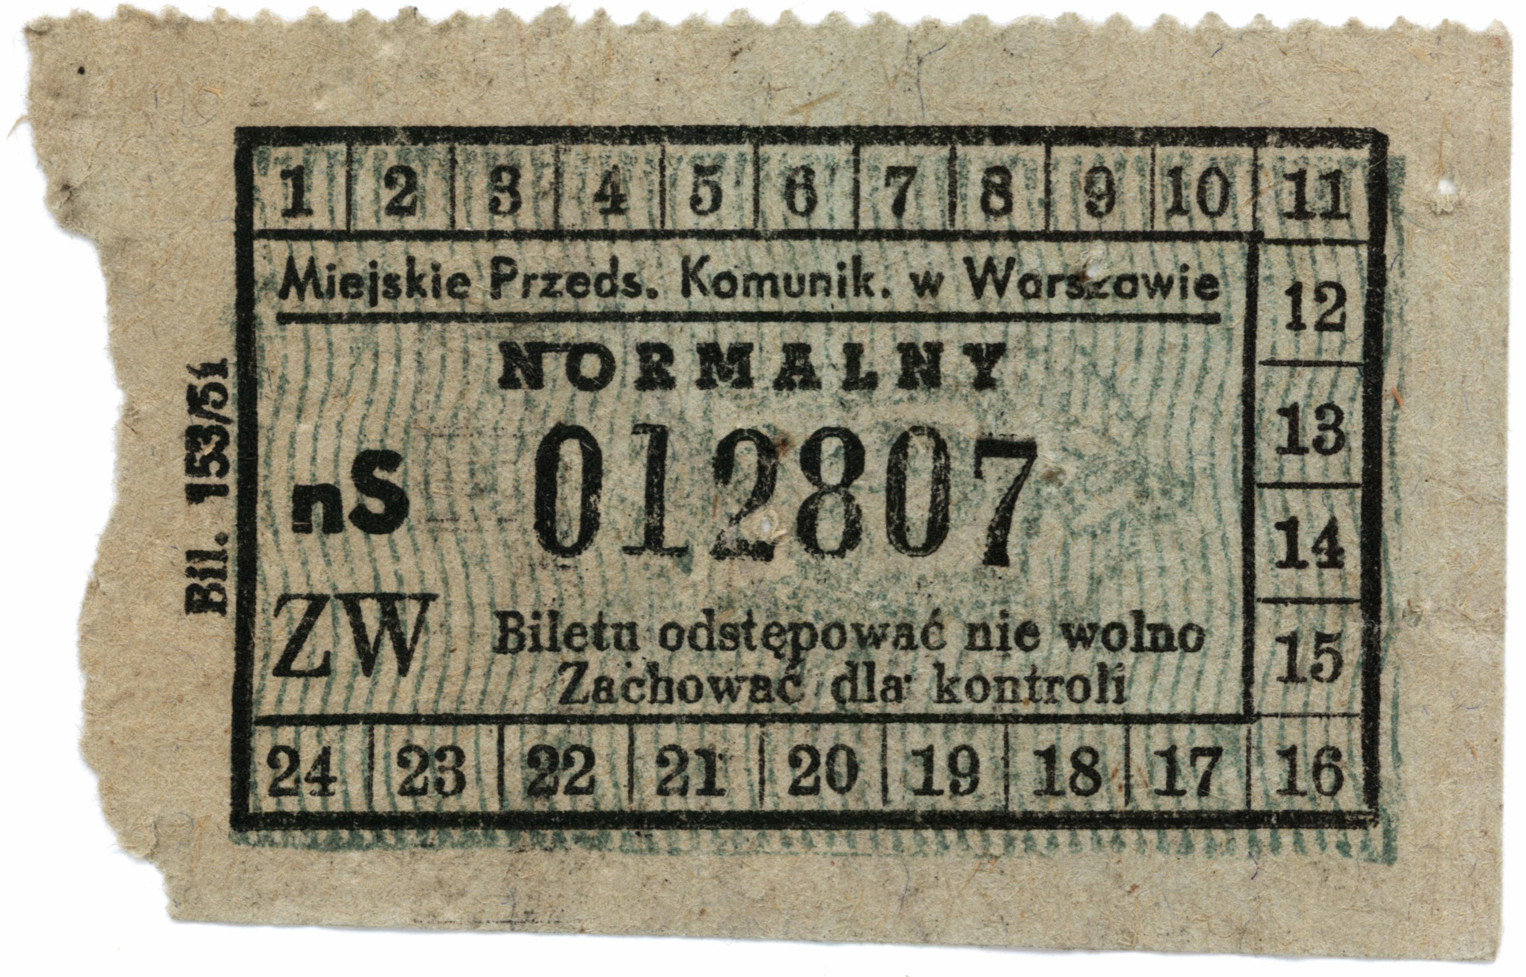 1 2 3 4 5 6 7 8 9 10 11
Miejskie Przeds. Komunik. w Warszawie
12
NORMALNY
13
nS 012807
14
ZW
Biletu odstępować nie wolno
15
Zachować dla kontroli
24 23 22 21 20 19 18 17 16
Bil. 153/51